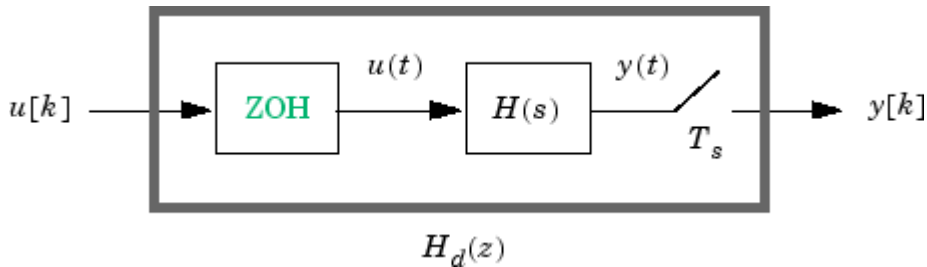 u[k]
ZOH
u(t)
H(s)
y(t)
T_s
y[k]
H_d(z)